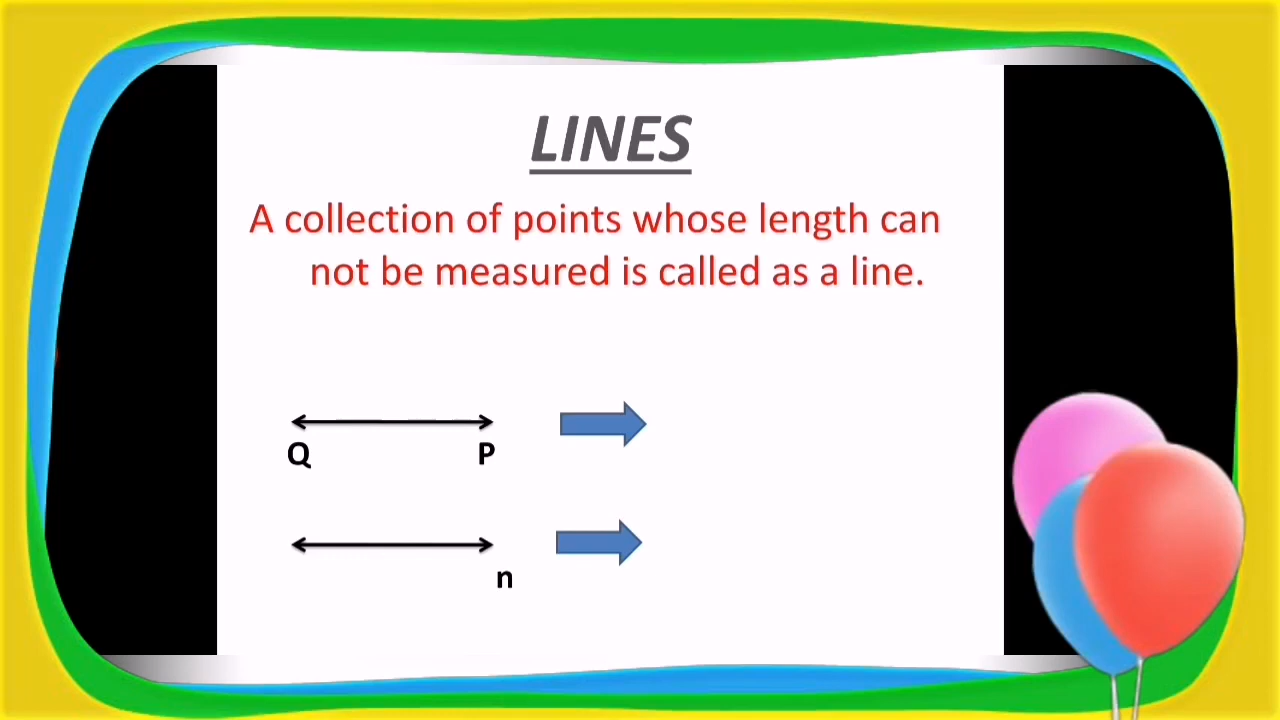 LINES
A collection of points whose length can
not be measured is called as a line.
Q P
n